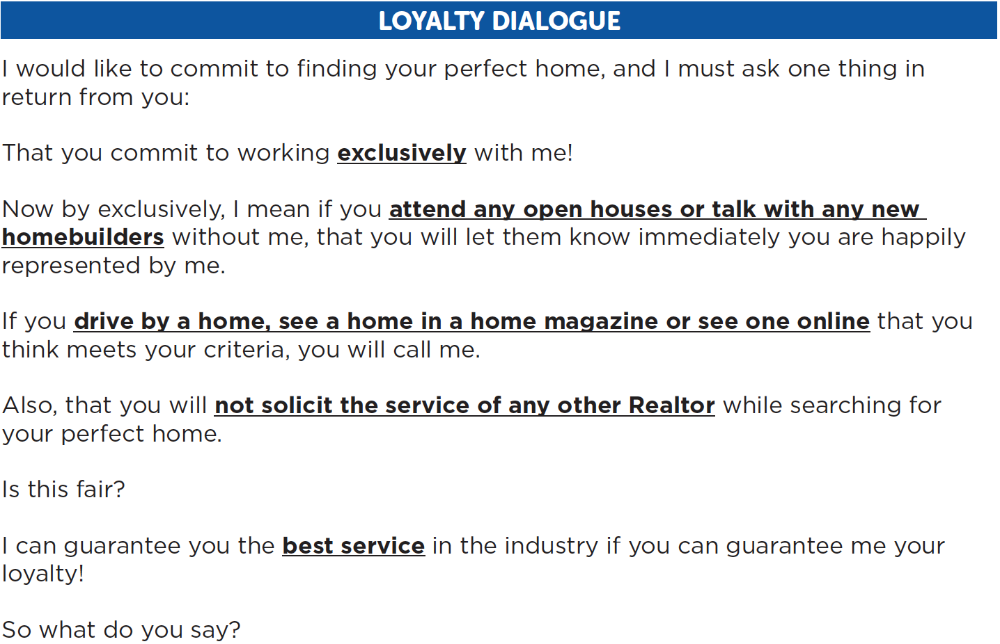 LOYALTY DIALOGUE
I would like to commit to finding your perfect home, and I must ask one thing in
return from you:
That you commit to working exclusively with me!
Now by exclusively, I mean if you attend any open houses or talk with any new
homebuilders without me, that you will let them know immediately you are happily
represented by me.
If you drive by a home, see a home in a home magazine or see one online that you
think meets your criteria, you will call me.
Also, that you will not solicit the service of any other Realtor while searching for
your perfect home.
Is this fair?
I can guarantee you the best service in the industry if you can guarantee me your
loyalty!
So what do you say?